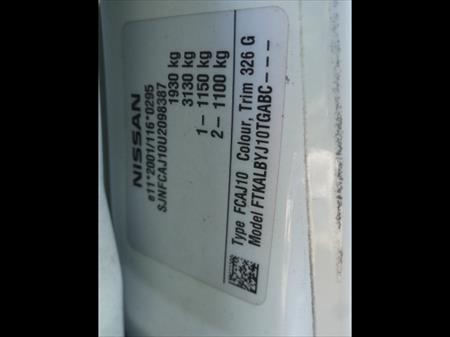 NISSAN
e11*2001/116*0295
SJNFCAJ10U2098387
1930 kg
3130 kg
1 – 1150 kg
2 – 1100 kg
Type FCAJ10 Colour, Trim 326 G
Model FTKALBYJ10TGABC – – –